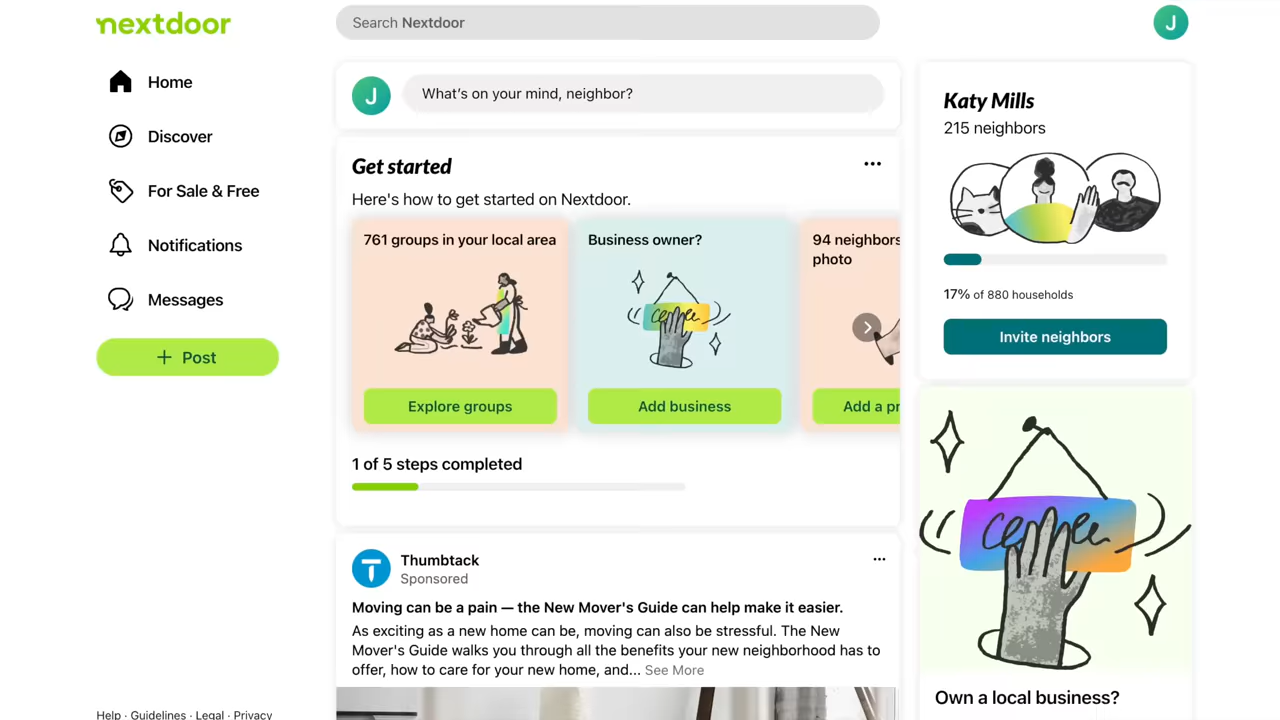 nextdoor
Search Nextdoor
J
Home
Discover
For Sale & Free
Notifications
Messages
+ Post
Help · Guidelines · Legal · Privacy
J
What's on your mind, neighbor?
Get started
Here's how to get started on Nextdoor.
761 groups in your local area
Explore groups
Business owner?
Add business
94 neighbors
photo
Add a pr
1 of 5 steps completed
Thumbtack
Sponsored
Moving can be a pain — the New Mover's Guide can help make it easier.
As exciting as a new home can be, moving can also be stressful. The New
Mover's Guide walks you through all the benefits your new neighborhood has to
offer, how to care for your new home, and... See More
Katy Mills
215 neighbors
17% of 880 households
Invite neighbors
Own a local business?